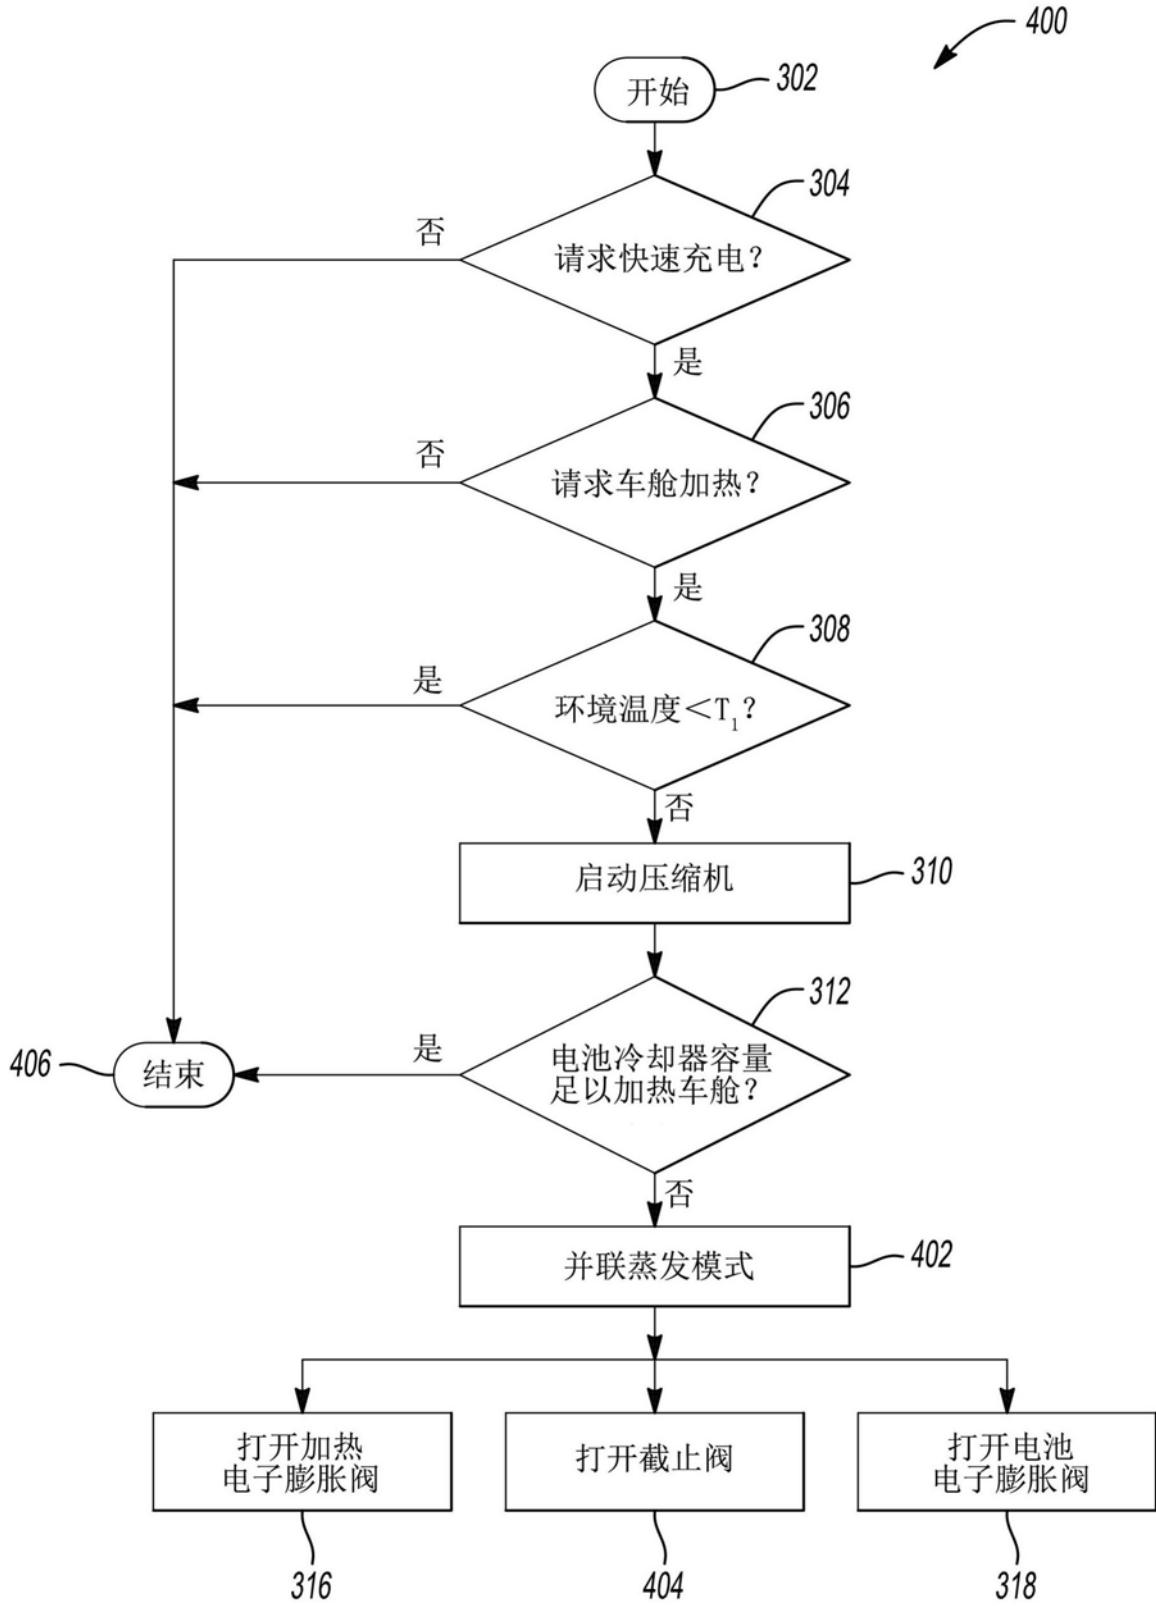 400
开始
302
304
否
请求快速充电?
是
306
否
请求车舱加热?
是
308
是
环境温度<T₁?
否
启动压缩机
310
312
是
电池冷却器容量
足以加热车舱?
406
结束
否
并联蒸发模式
402
打开加热
电子膨胀阀
打开截止阀
打开电池
电子膨胀阀
316
404
318